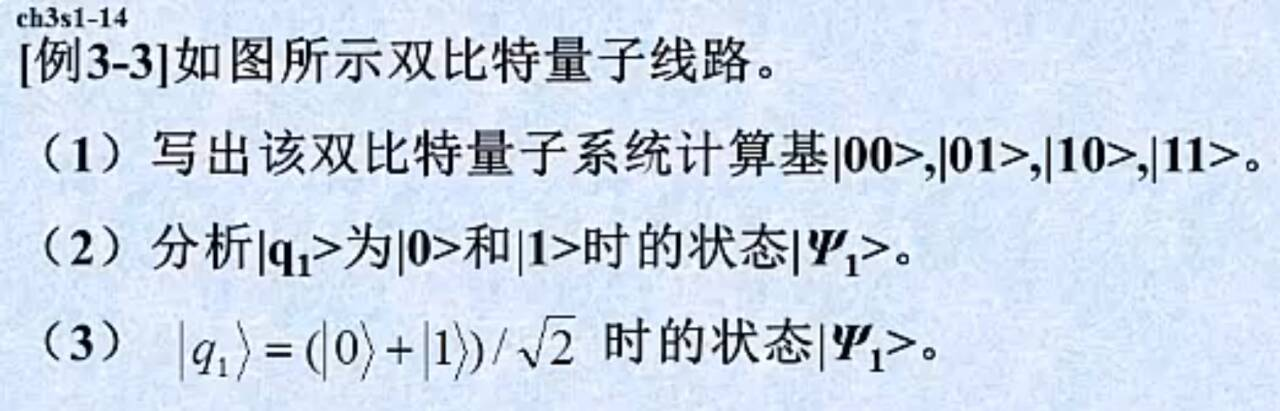 ch3s1-14
[例3-3]如图所示双比特量子线路。
（1）写出该双比特量子系统计算基|00>,|01>,|10>,|11>。
（2）分析|q₁>为|0>和|1>时的状态|Ψ₁>。
（3） |q₁⟩=(|0⟩+|1⟩)/√2 时的状态|Ψ₁>。